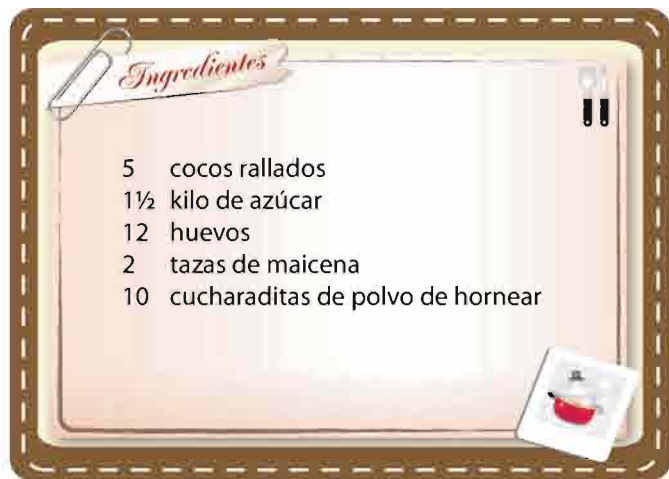 Ingredientes
5 cocos rallados
1½ kilo de azúcar
12 huevos
2 tazas de maicena
10 cucharaditas de polvo de hornear